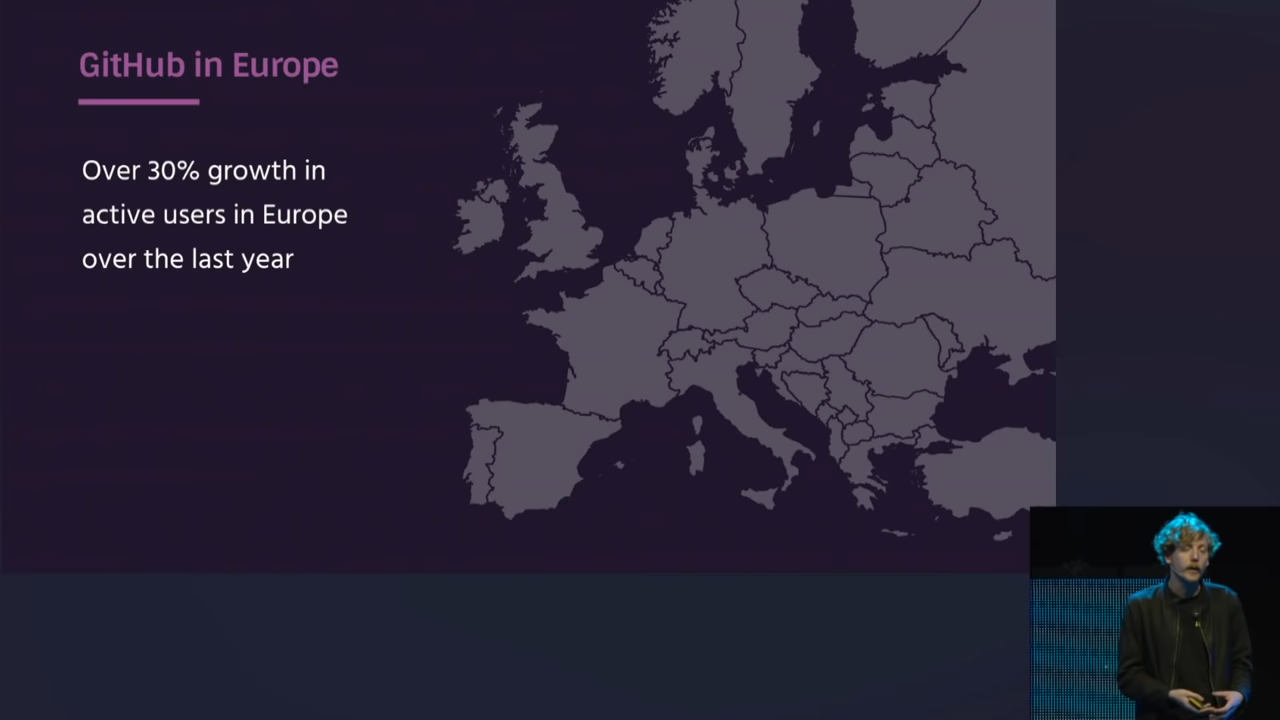 GitHub in Europe
Over 30% growth in
active users in Europe
over the last year